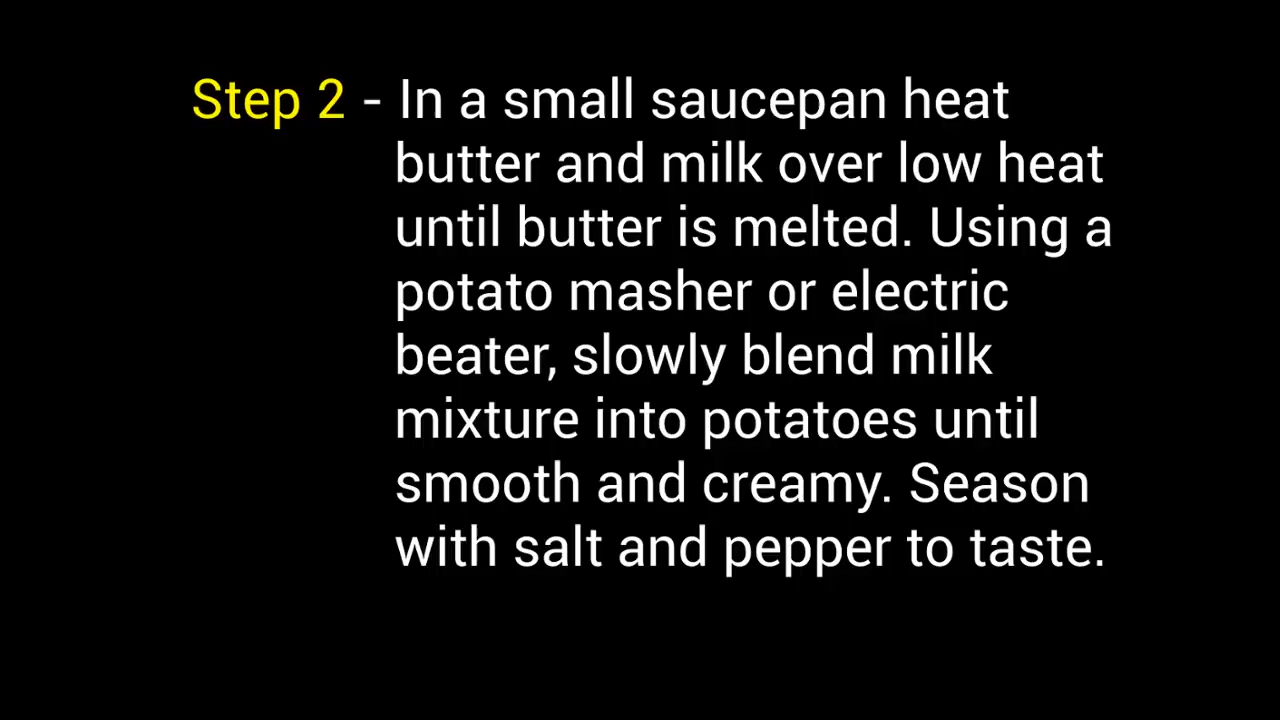 Step 2 - In a small saucepan heat
butter and milk over low heat
until butter is melted. Using a
potato masher or electric
beater, slowly blend milk
mixture into potatoes until
smooth and creamy. Season
with salt and pepper to taste.